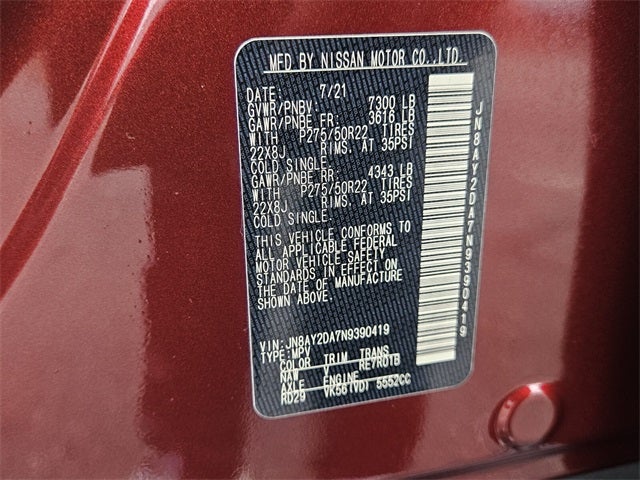 MFD BY NISSAN MOTOR CO.,LTD.
DATE: 7/21
GVWR/PNBV: 7300 LB
GAWR/PNBE FR: 3616 LB
WITH P275/50R22 TIRES
22X8J RIMS, AT 35PSI
COLD SINGLE.
GAWR/PNBE RR: 4343 LB
WITH P275/50R22 TIRES
22X8J RIMS, AT 35PSI
COLD SINGLE.
THIS VEHICLE CONFORMS TO
ALL APPLICABLE FEDERAL
MOTOR VEHICLE SAFETY
STANDARDS IN EFFECT ON
THE DATE OF MANUFACTURE
SHOWN ABOVE.
VIN: JN8AY2DA7N9390419
TYPE: MPV
COLOR TRIM TRANS
NAW V RE7R01B
AXLE ENGINE
RD29 VK56(VD) 5552CC
JN8AY2DA7N9390419